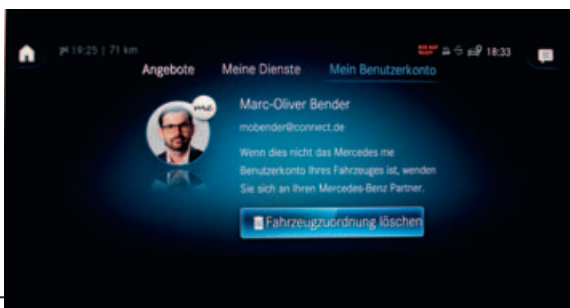 19:25 | 71 km
18:33
Angebote Meine Dienste Mein Benutzerkonto
me
Marc-Oliver Bender
mobender@connect.de
Wenn dies nicht das Mercedes me
Benutzerkonto Ihres Fahrzeuges ist, wenden
Sie sich an Ihren Mercedes-Benz Partner.
Fahrzeugzuordnung löschen